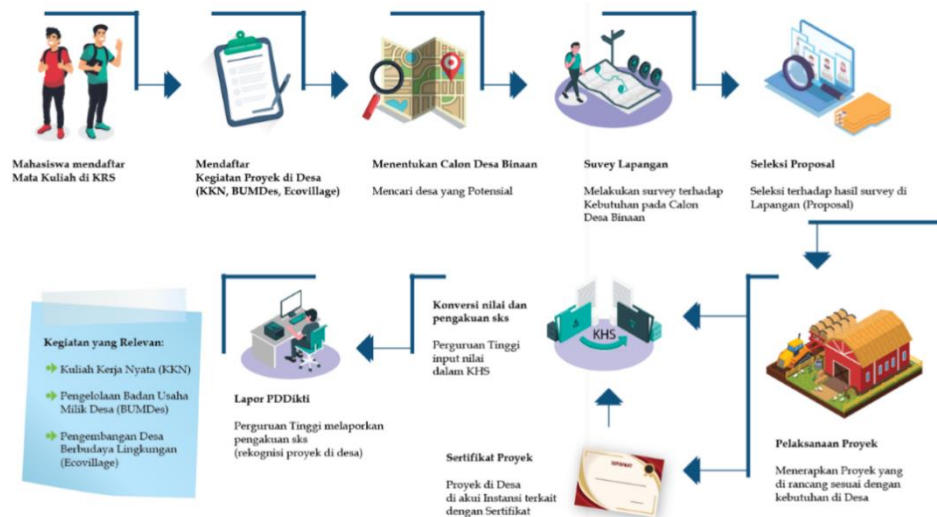 Mahasiswa mendaftar
Mata Kuliah di KRS
Mendaftar
Kegiatan Proyek di Desa
(KKN, BUMDes, Ecovillage)
Menentukan Calon Desa Binaan
Mencari desa yang Potensial
Suvey Lapangan
Melakukan survey terhadap
Kebutuhan pada Calon
Desa Binaan
Seleksi Proposal
Seleksi terhadap hasil survey di
Lapangan (Proposal)
Pelaksanaan Proyek
Menerapkan Proyek yang
di rancang sesuai dengan
kebutuhan di Desa
Sertifikat Proyek
Proyek di Desa
di akui Instansi terkait
dengan Sertifikat
SERTIFIKAT
Konversi nilai dan
pengakuan sks
Perguruan Tinggi
input nilai
dalam KHS
KHS
Lapor PDDikti
Perguruan Tinggi melaporkan
pengakuan sks
(rekognisi proyek di desa)
Kegiatan yang Relevan:
Kuliah Kerja Nyata (KKN)
Pengelolaan Badan Usaha
Milik Desa (BUMDes)
Pengembangan Desa
Berbudaya Lingkungan
(Ecovillage)